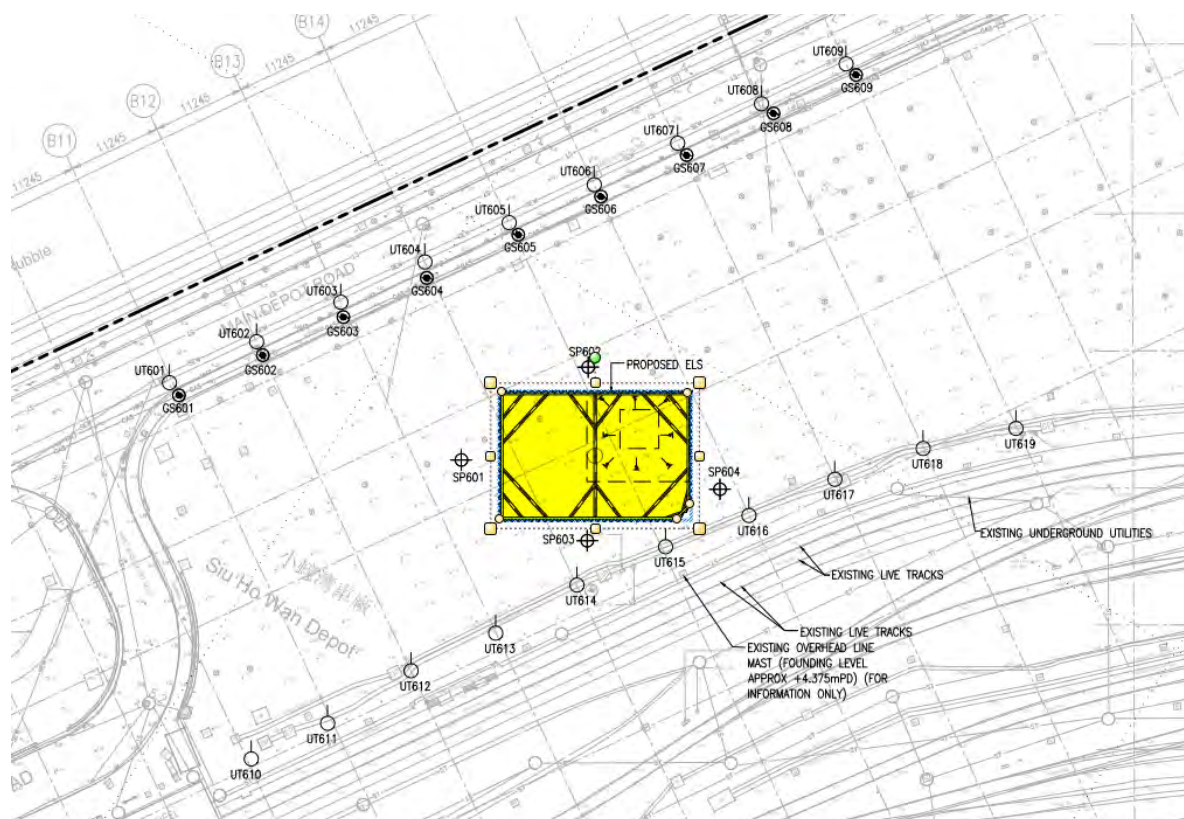 B14
B13
B12
B11
11245
11245
11245
11245
UT609
GS609
UT608
GS608
UT607
GS607
UT606
GS606
UT605
GS605
UT604
GS604
UT603
GS603
UT602
GS602
UT601
GS601
MAIN DEPOT ROAD
SP602
PROPOSED ELS
SP601
SP604
SP603
UT619
UT618
UT617
UT616
UT615
UT614
UT613
UT612
UT611
UT610
EXISTING UNDERGROUND UTILITIES
EXISTING LIVE TRACKS
EXISTING LIVE TRACKS
EXISTING OVERHEAD LINE
MAST (FOUNDING LEVEL
APPROX +4.375mPD) (FOR
INFORMATION ONLY)
小蠔灣車廠
Siu Ho Wan Depot